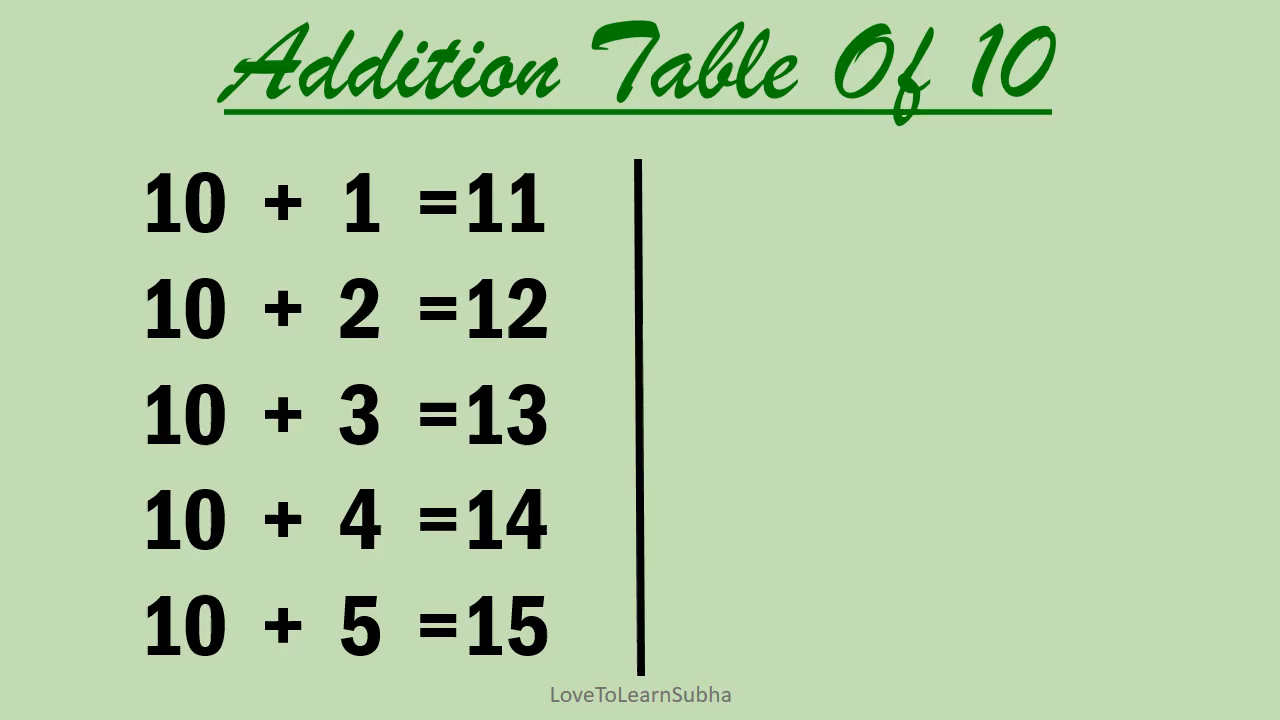 Addition Table Of 10
10 + 1 =11
10 + 2 =12
10 + 3 =13
10 + 4 =14
10 + 5 =15
LoveToLearnSubha